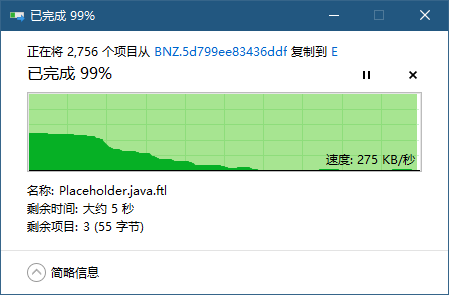 已完成 99%
正在将 2,756 个项目从 BNZ.5d799ee83436ddf 复制到 E
已完成 99%
速度: 275 KB/秒
名称: Placeholder.java.ftl
剩余时间: 大约 5 秒
剩余项目: 3 (55 字节)
简略信息